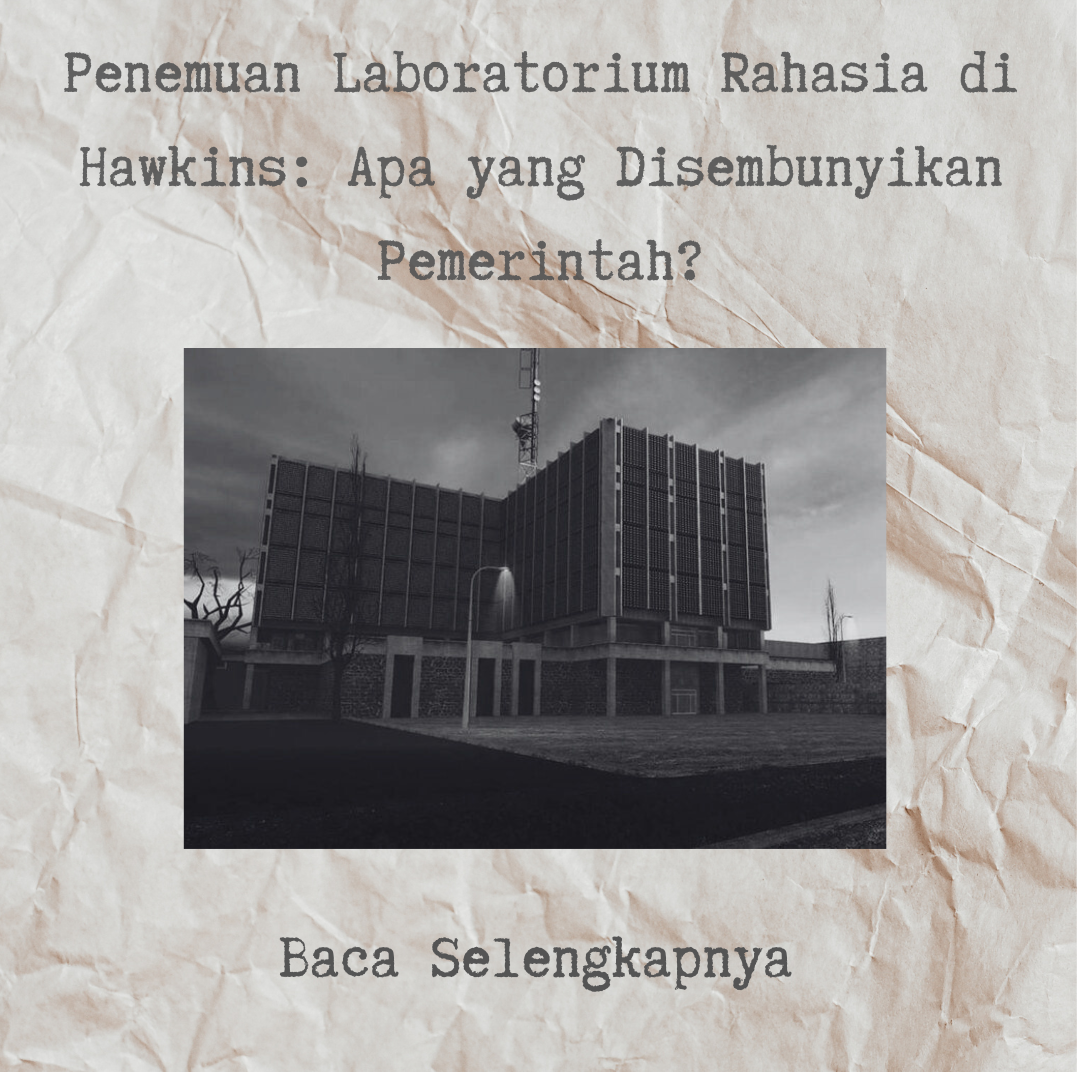 Penemuan Laboratorium Rahasia di
Hawkins: Apa yang Disembunyikan
Pemerintah?
Baca Selengkapnya